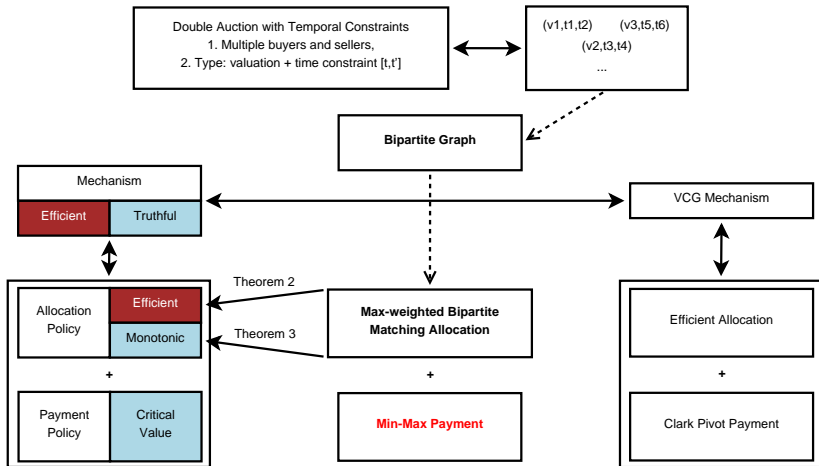 Double Auction with Temporal Constraints
1. Multiple buyers and sellers,
2. Type: valuation + time constraint [t,t']
(v1,t1,t2) (v3,t5,t6)
(v2,t3,t4)
...
Bipartite Graph
Mechanism
Efficient Truthful
VCG Mechanism
Allocation
Policy
Efficient
Monotonic
Theorem 2
Theorem 3
Max-weighted Bipartite
Matching Allocation
Efficient Allocation
+
+
+
Payment
Policy
Critical
Value
Min-Max Payment
Clark Pivot Payment